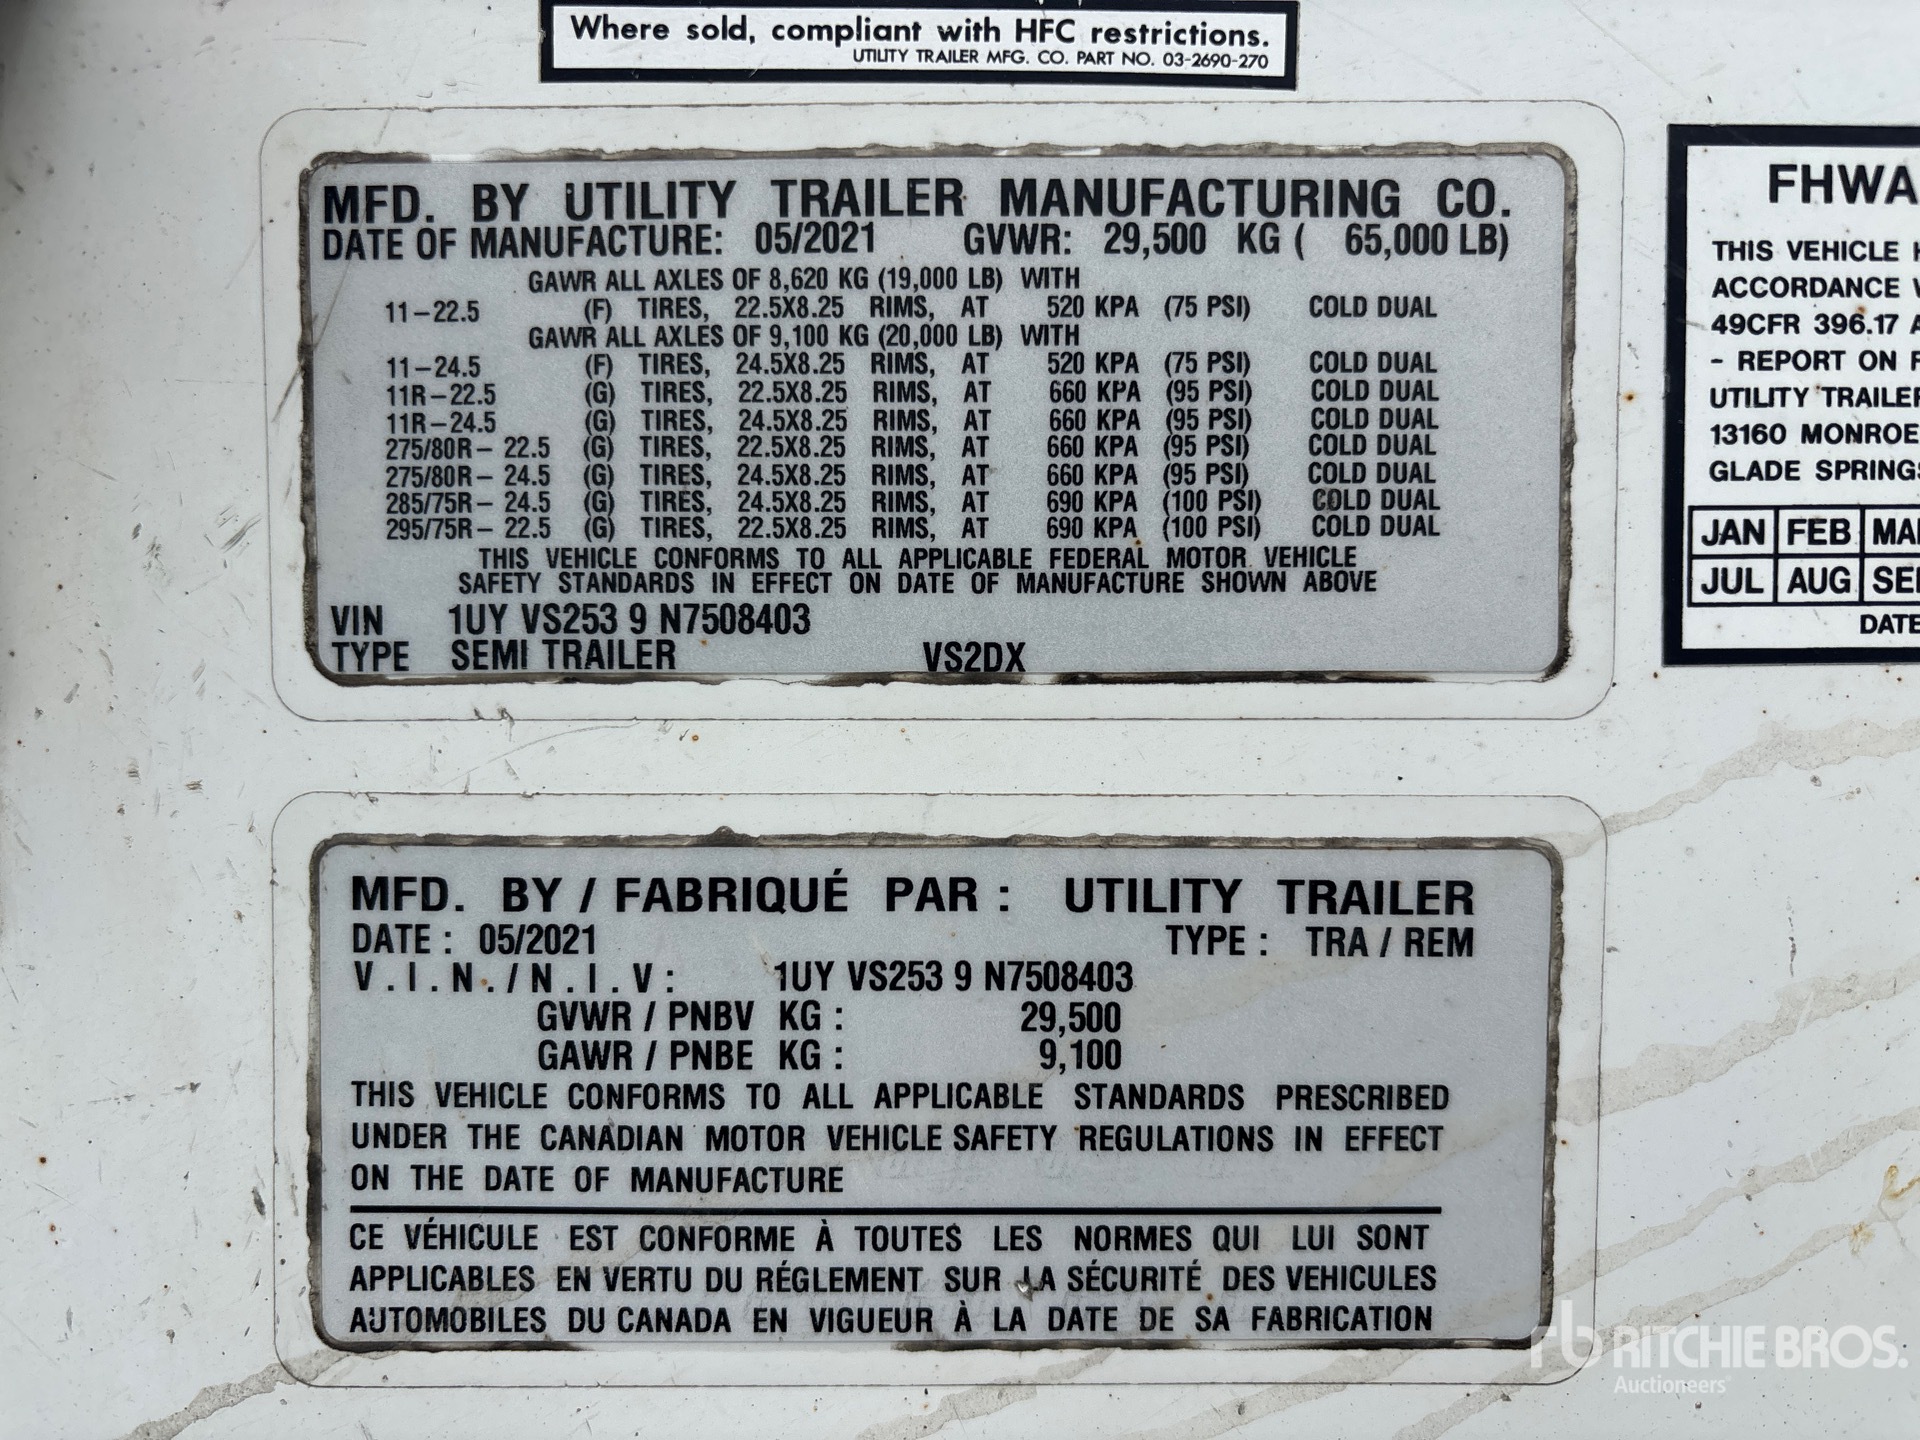 Where sold, compliant with HFC restrictions.
UTILITY TRAILER MFG. CO. PART NO. 03-2690-270
MFD. BY UTILITY TRAILER MANUFACTURING CO.
DATE OF MANUFACTURE: 05/2021 GVWR: 29,500 KG ( 65,000 LB)
GAWR ALL AXLES OF 8,620 KG (19,000 LB) WITH
11-22.5 (F) TIRES, 22.5X8.25 RIMS, AT 520 KPA (75 PSI) COLD DUAL
GAWR ALL AXLES OF 9,100 KG (20,000 LB) WITH
11-24.5 (F) TIRES, 24.5X8.25 RIMS, AT 520 KPA (75 PSI) COLD DUAL
11R-22.5 (G) TIRES, 22.5X8.25 RIMS, AT 660 KPA (95 PSI) COLD DUAL
11R-24.5 (G) TIRES, 24.5X8.25 RIMS, AT 660 KPA (95 PSI) COLD DUAL
275/80R- 22.5 (G) TIRES, 22.5X8.25 RIMS, AT 660 KPA (95 PSI) COLD DUAL
275/80R- 24.5 (G) TIRES, 24.5X8.25 RIMS, AT 660 KPA (95 PSI) COLD DUAL
285/75R- 24.5 (G) TIRES, 24.5X8.25 RIMS, AT 690 KPA (100 PSI) COLD DUAL
295/75R- 22.5 (G) TIRES, 22.5X8.25 RIMS, AT 690 KPA (100 PSI) COLD DUAL
THIS VEHICLE CONFORMS TO ALL APPLICABLE FEDERAL MOTOR VEHICLE
SAFETY STANDARDS IN EFFECT ON DATE OF MANUFACTURE SHOWN ABOVE
VIN 1UY VS253 9 N7508403
TYPE SEMI TRAILER VS2DX
FHWA
THIS VEHICLE
ACCORDANCE
49CFR 396.17
- REPORT ON
UTILITY TRAILER
13160 MONROE
GLADE SPRINGS
JAN FEB MAR
JUL AUG SEP
DATE
MFD. BY / FABRIQUÉ PAR : UTILITY TRAILER
DATE : 05/2021 TYPE : TRA / REM
V.I.N./N.I.V: 1UY VS253 9 N7508403
GVWR / PNBV KG : 29,500
GAWR / PNBE KG : 9,100
THIS VEHICLE CONFORMS TO ALL APPLICABLE STANDARDS PRESCRIBED
UNDER THE CANADIAN MOTOR VEHICLE SAFETY REGULATIONS IN EFFECT
ON THE DATE OF MANUFACTURE
CE VÉHICULE EST CONFORME À TOUTES LES NORMES QUI LUI SONT
APPLICABLES EN VERTU DU RÉGLEMENT SUR LA SÉCURITÉ DES VEHICULES
AUTOMOBILES DU CANADA EN VIGUEUR À LA DATE DE SA FABRICATION
rb RITCHIE BROS.
Auctioneers